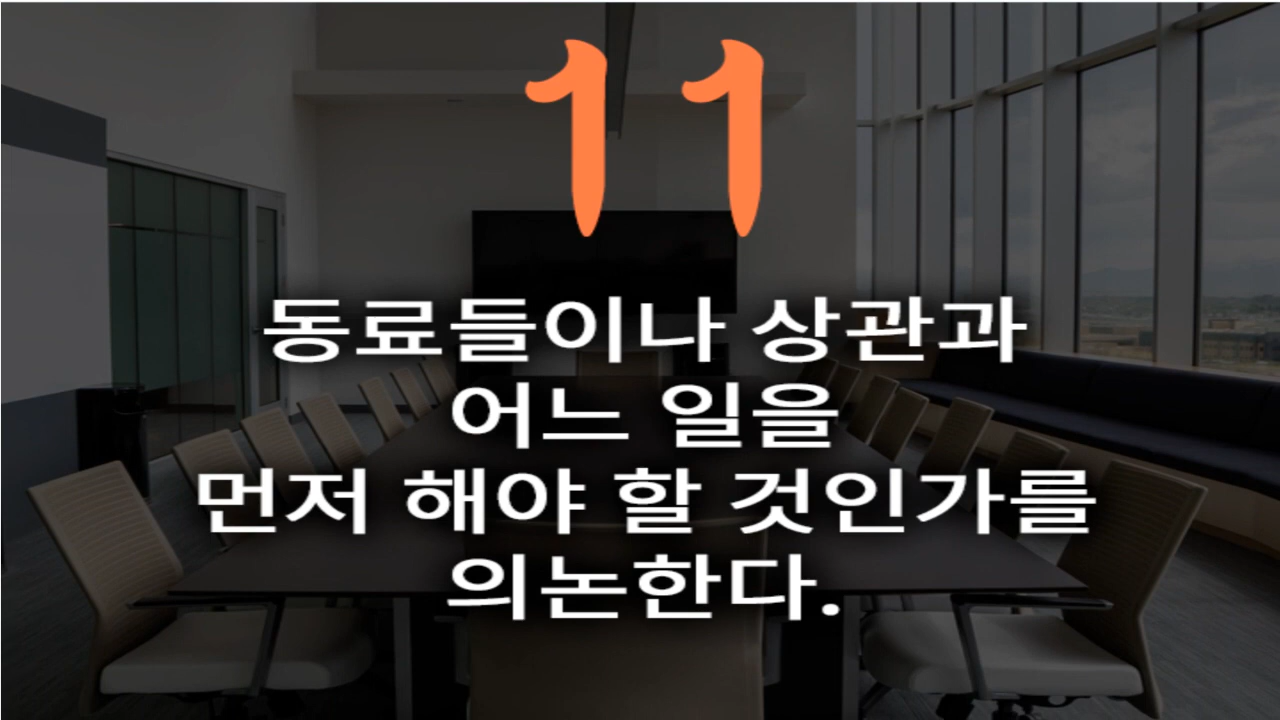 11
동료들이나 상관과
어느 일을
먼저 해야 할 것인가를
의논한다.